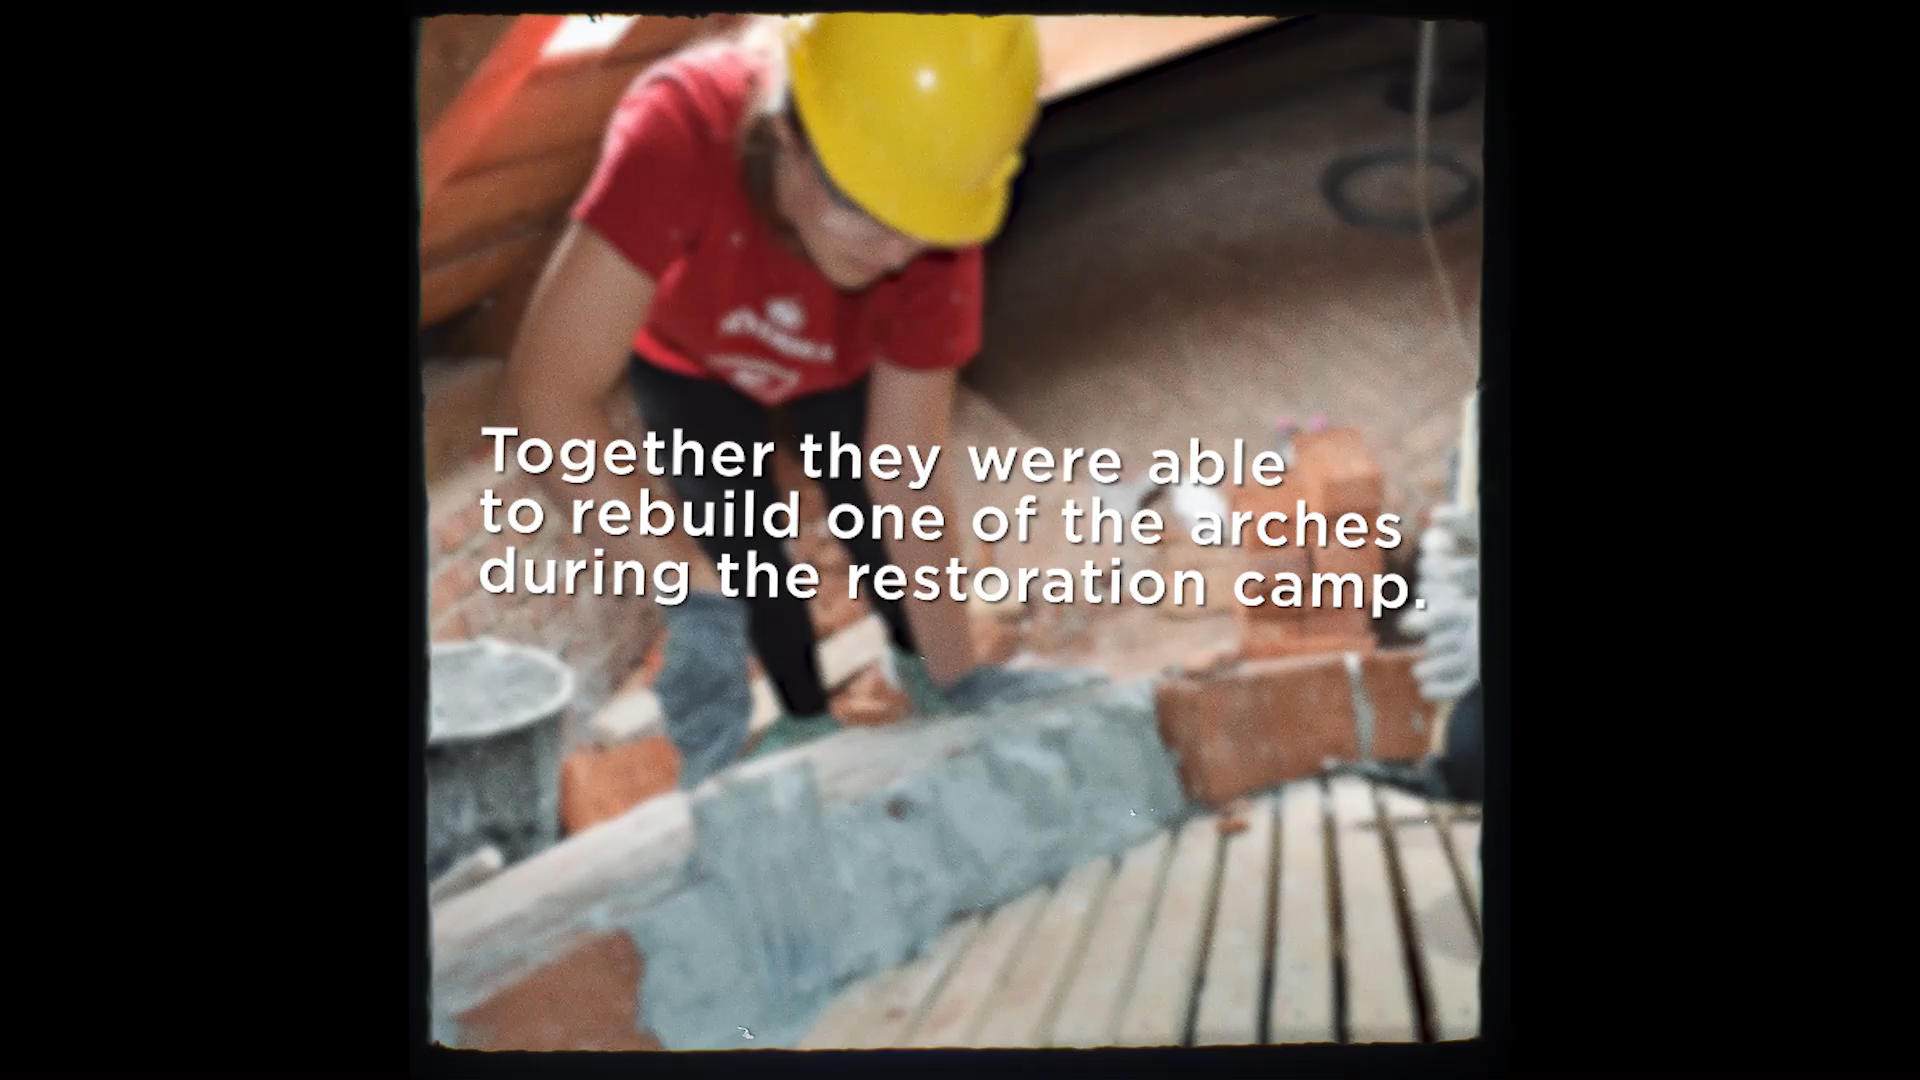 Together they were able
to rebuild one of the arches
during the restoration camp.